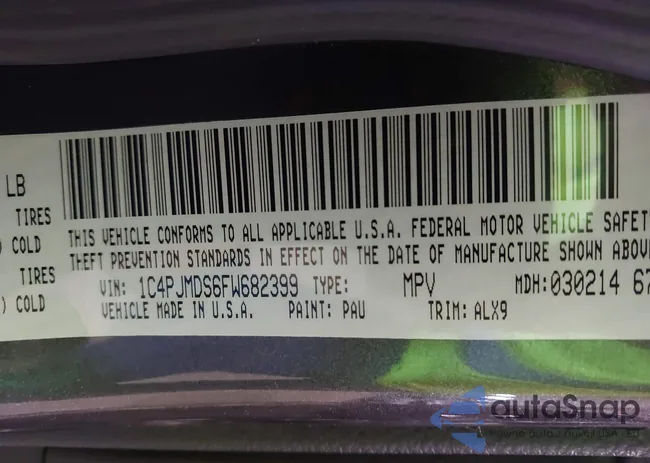 LB
TIRES
COLD
TIRES
) COLD
THIS VEHICLE CONFORMS TO ALL APPLICABLE U.S.A. FEDERAL MOTOR VEHICLE SAFET
THEFT PREVENTION STANDARDS IN EFFECT ON THE DATE OF MANUFACTURE SHOWN ABOV
VIN: 1C4PJMDS6FW682399 TYPE: MPV MDH:030214 67
VEHICLE MADE IN U.S.A. PAINT: PAU TRIM: ALX9
autaSnap